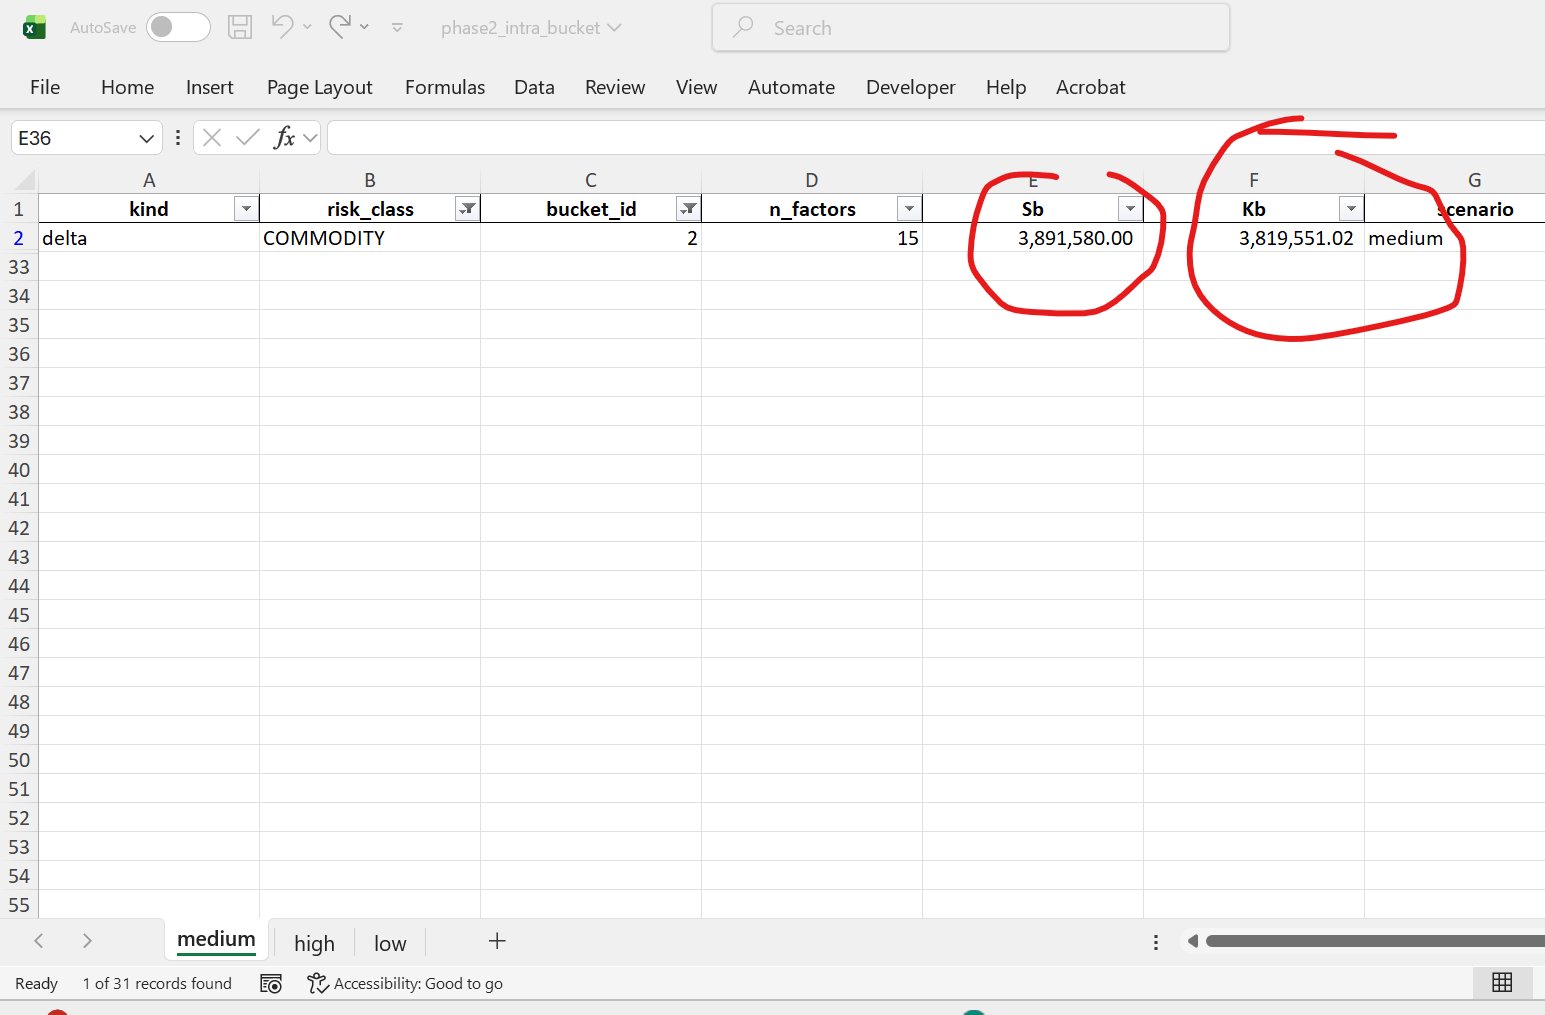 AutoSave phase2_intra_bucket Search
File Home Insert Page Layout Formulas Data Review View Automate Developer Help Acrobat
E36 fx
A B C D E F G
1 kind risk_class bucket_id n_factors Sb Kb scenario
2 delta COMMODITY 2 15 3,891,580.00 3,819,551.02 medium
33
34
35
36
37
38
39
40
41
42
43
44
45
46
47
48
49
50
51
52
53
54
55
medium high low
Ready 1 of 31 records found Accessibility: Good to go